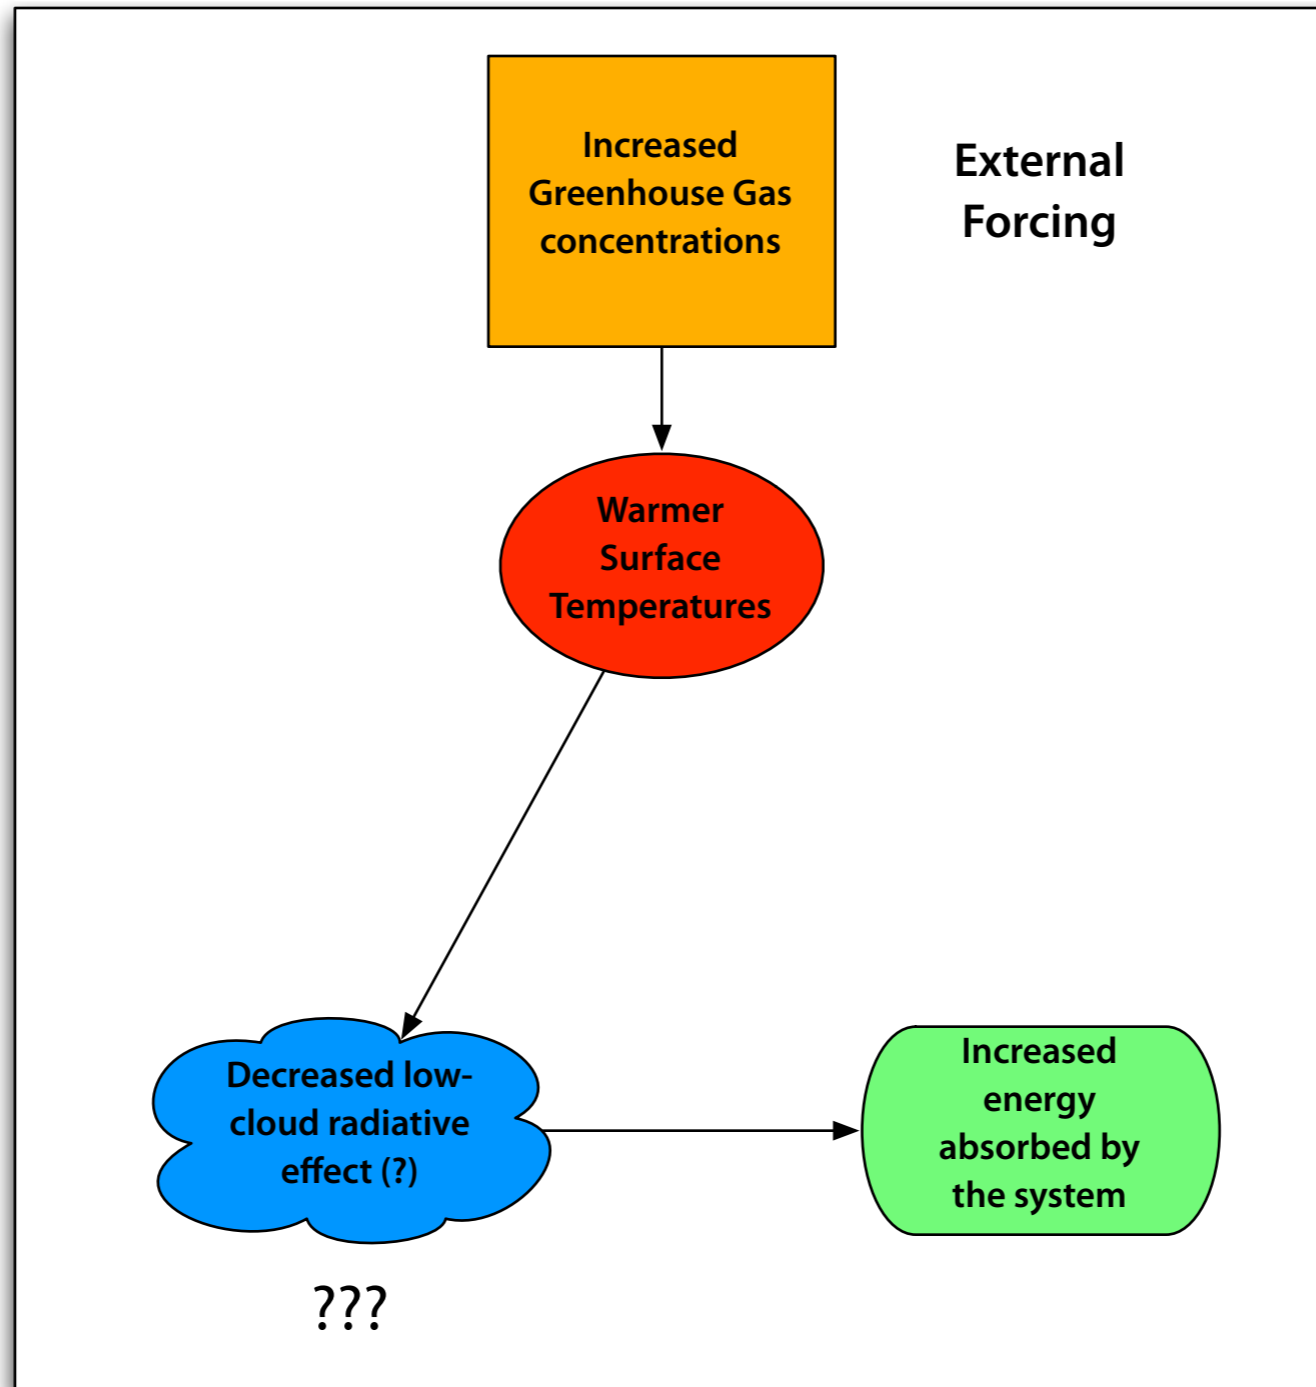 Increased
Greenhouse Gas
concentrations
External
Forcing
Warmer
Surface
Temperatures
Decreased low-
cloud radiative
effect (?)
Increased
energy
absorbed by
the system
???